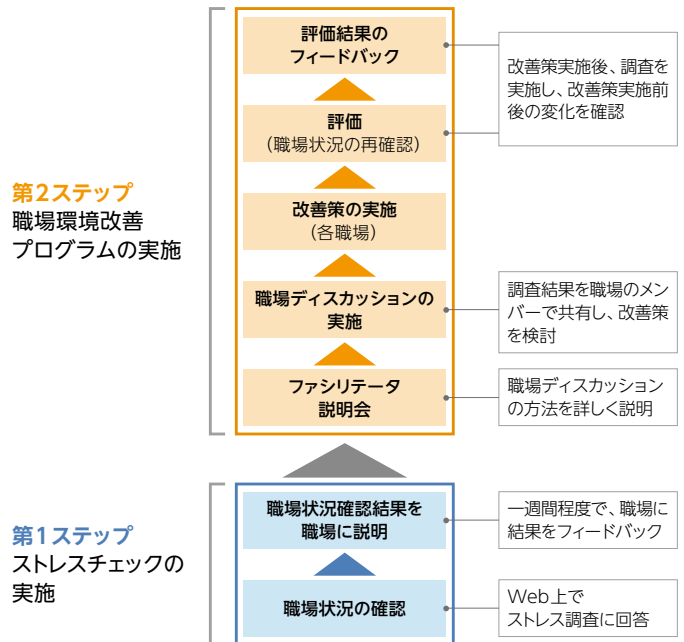 評価結果の
フィードバック
改善策実施後、調査を
実施し、改善策実施前
後の変化を確認
評価
（職場状況の再確認）
第2ステップ
職場環境改善
プログラムの実施
改善策の実施
（各職場）
職場ディスカッションの
実施
調査結果を職場のメン
バーで共有し、改善策
を検討
ファシリテータ
説明会
職場ディスカッション
の方法を詳しく説明
第1ステップ
ストレスチェックの
実施
職場状況確認結果を
職場に説明
一週間程度で、職場に
結果をフィードバック
職場状況の確認
Web上で
ストレス調査に回答